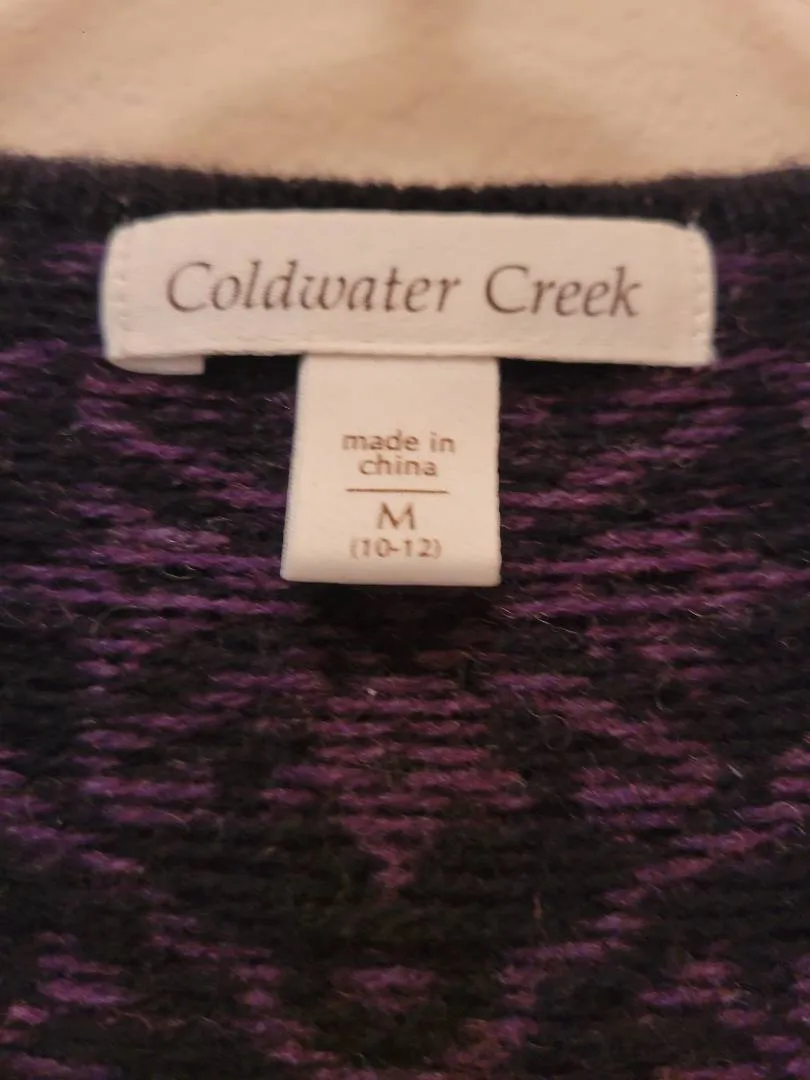 Coldwater Creek
made in
china
M
(10-12)